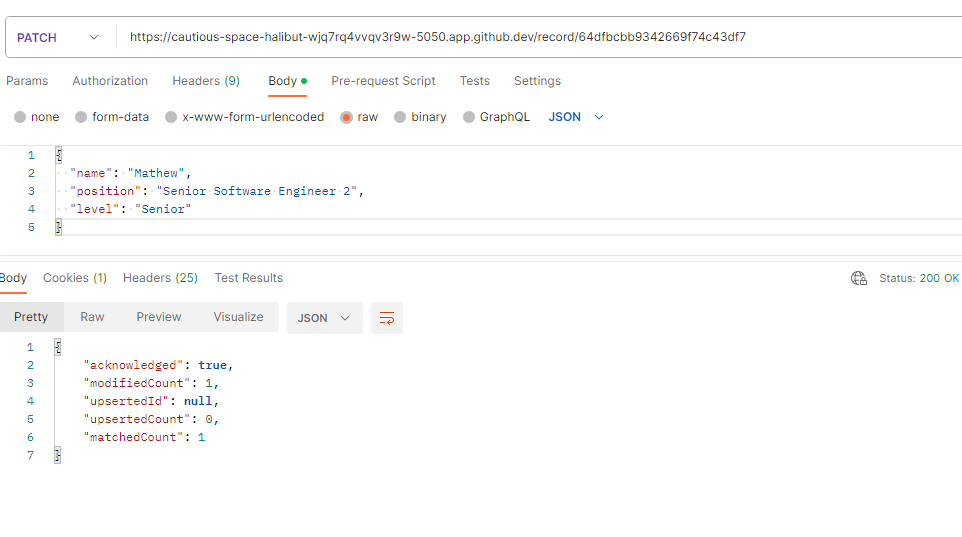 PATCH https://cautious-space-halibut-wjq7rq4vvqv3r9w-5050.app.github.dev/record/64dfbcbb9342669f74c43df7
Params Authorization Headers (9) Body Pre-request Script Tests Settings
none form-data x-www-form-urlencoded raw binary GraphQL JSON
1 {
2 "name": "Mathew",
3 "position": "Senior Software Engineer 2",
4 "level": "Senior"
5 }
Body Cookies (1) Headers (25) Test Results Status: 200 OK
Pretty Raw Preview Visualize JSON
1 {
2 "acknowledged": true,
3 "modifiedCount": 1,
4 "upsertedId": null,
5 "upsertedCount": 0,
6 "matchedCount": 1
7 }